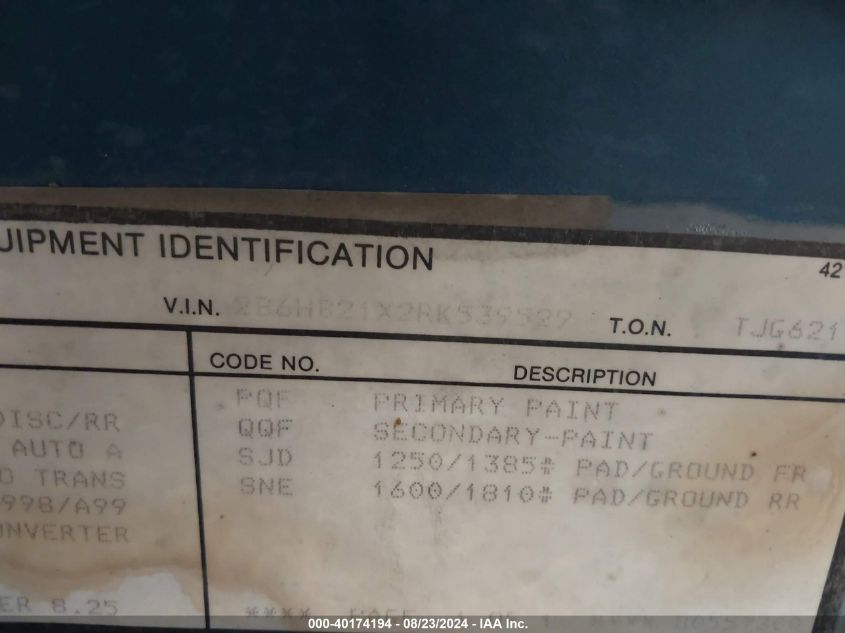 UIPMENT IDENTIFICATION
42
V.I.N. 2B6HB21X2RK539529 T.O.N. TJG621
CODE NO. DESCRIPTION
PQF PRIMARY PAINT
DISC/RR QQF SECONDARY-PAINT
AUTO A SJD 1250/1385# PAD/GROUND FR
O TRANS SNE 1600/1810# PAD/GROUND RR
998/A99
NVERTER
ER 8.25 **** PAGE
000-40174194 - 08/23/2024 - IAA Inc.